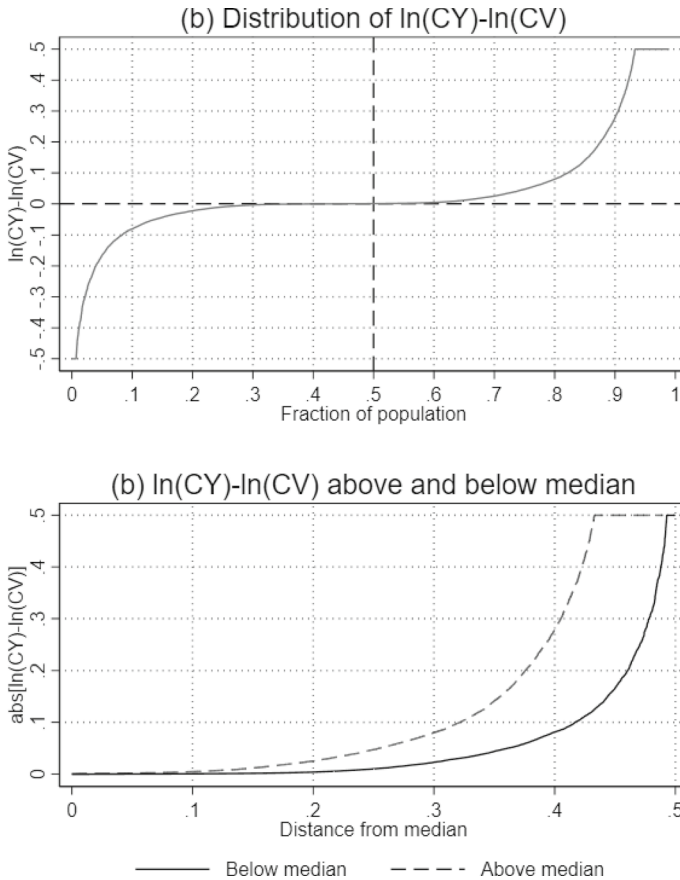 (b) Distribution of ln(CY)-ln(CV)
ln(CY)-ln(CV)
.5
.4
.3
.2
.1
0
-.1
-.2
-.3
-.4
-.5
0 .1 .2 .3 .4 .5 .6 .7 .8 .9 1
Fraction of population
(b) ln(CY)-ln(CV) above and below median
abs[ln(CY)-ln(CV)]
.5
.4
.3
.2
.1
0
0 .1 .2 .3 .4 .5
Distance from median
Below median Above median